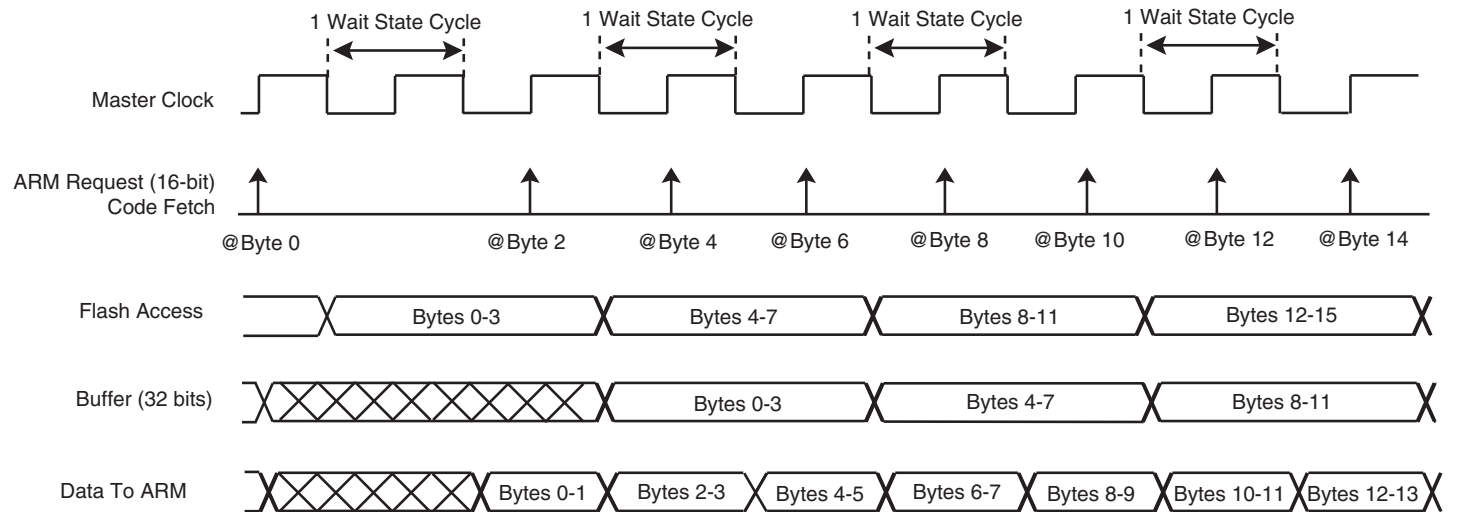 1 Wait State Cycle 1 Wait State Cycle 1 Wait State Cycle 1 Wait State Cycle
Master Clock
ARM Request (16-bit)
Code Fetch
@Byte 0 @Byte 2 @Byte 4 @Byte 6 @Byte 8 @Byte 10 @Byte 12 @Byte 14
Flash Access Bytes 0-3 Bytes 4-7 Bytes 8-11 Bytes 12-15
Buffer (32 bits) Bytes 0-3 Bytes 4-7 Bytes 8-11
Data To ARM Bytes 0-1 Bytes 2-3 Bytes 4-5 Bytes 6-7 Bytes 8-9 Bytes 10-11 Bytes 12-13